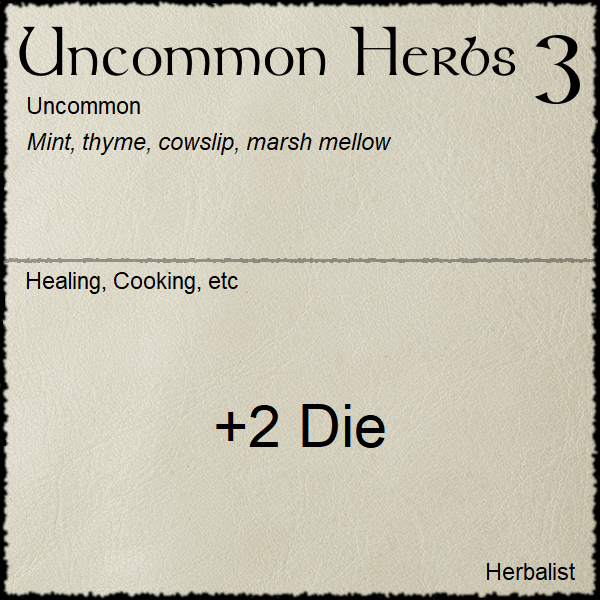 Uncommon Herbs 3
Uncommon
Mint, thyme, cowslip, marsh mellow
Healing, Cooking, etc
+2 Die
Herbalist